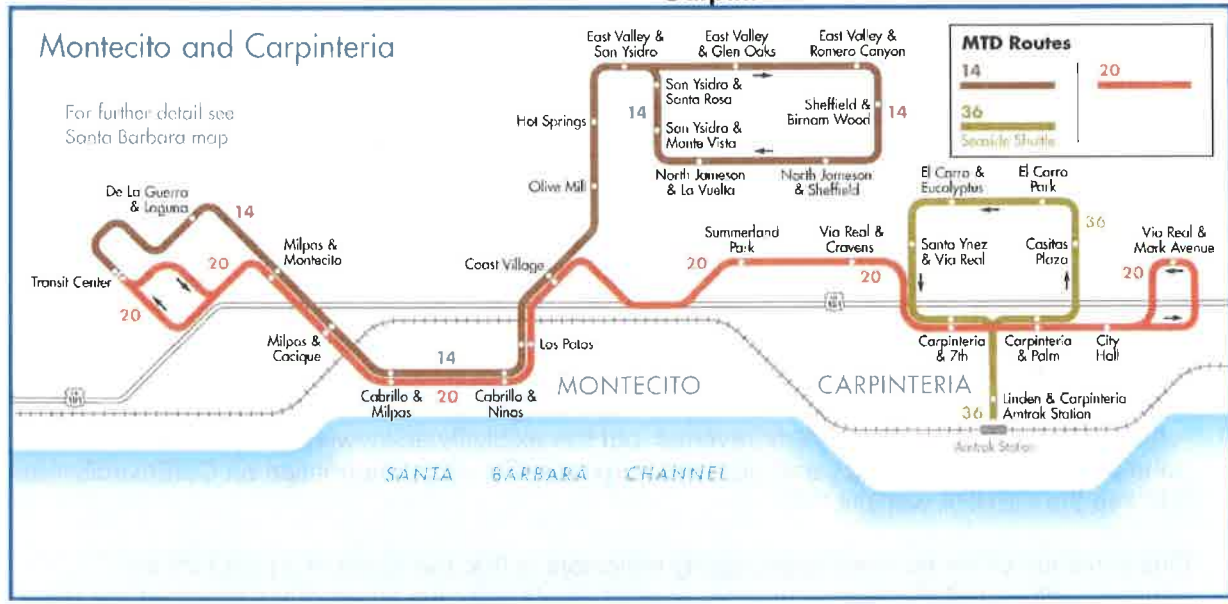 Montecito and Carpinteria
For further detail see
Santa Barbara map
East Valley &
San Ysidro
East Valley
& Glen Oaks
East Valley &
Romero Canyon
MTD Routes
14
20
36
Seaside Shuttle
San Ysidro &
Santa Rosa
14
San Ysidro &
Monte Vista
Sheffield &
Birnam Wood
14
Hot Springs
North Jameson
& La Vuelta
North Jameson
& Sheffield
Olive Mill
De La Guerra
& Laguna
14
Milpas &
Montecito
Transit Center
20
20
Coast Village
Summerland
Park
20
Via Real &
Cravens
20
El Carro &
Eucalyptus
El Carro
Park
36
Santa Ynez
& Via Real
Casitas
Plaza
Via Real &
Mark Avenue
20
101
Milpas &
Cacique
Los Patos
14
Carpinteria
& 7th
Carpinteria
& Palm
City
Hall
101
Cabrillo &
Milpas
20
Cabrillo &
Ninos
MONTECITO
CARPINTERIA
36
Linden & Carpinteria
Amtrak Station
Amtrak Station
SANTA BARBARA CHANNEL